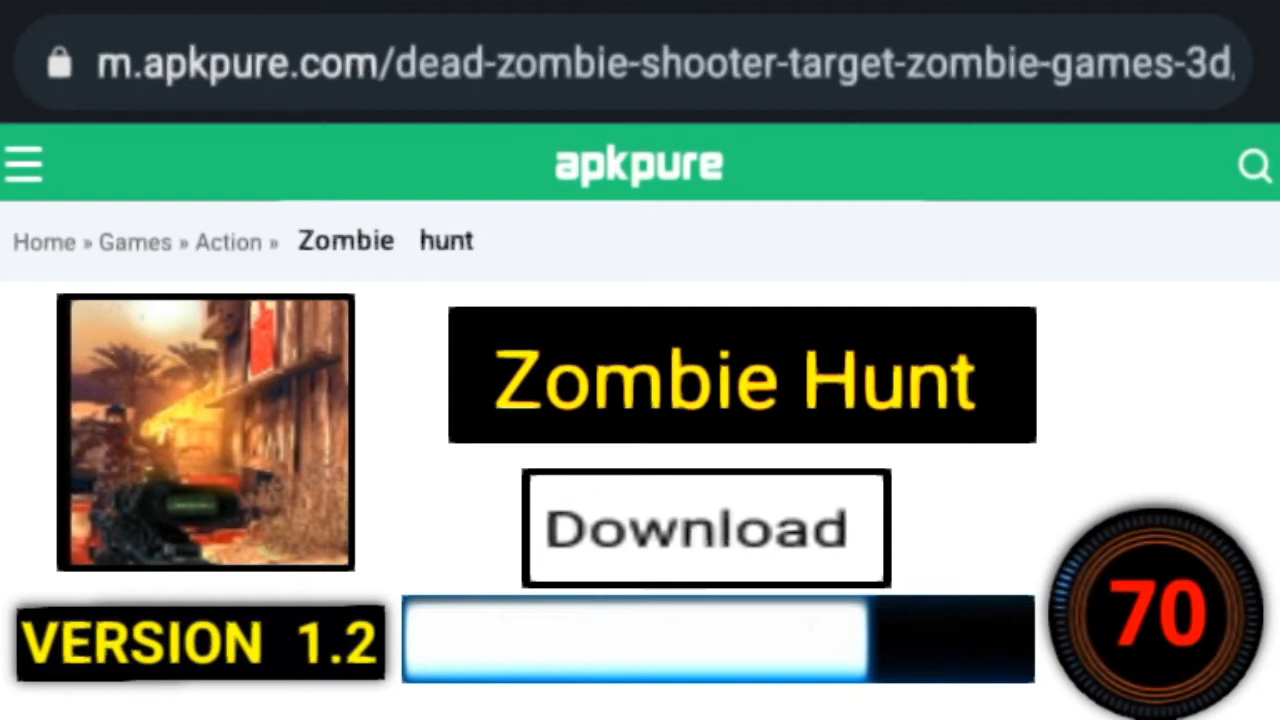 m.apkpure.com/dead-zombie-shooter-target-zombie-games-3d
apkpure
Home » Games » Action » Zombie hunt
Zombie Hunt
Download
VERSION 1.2
70